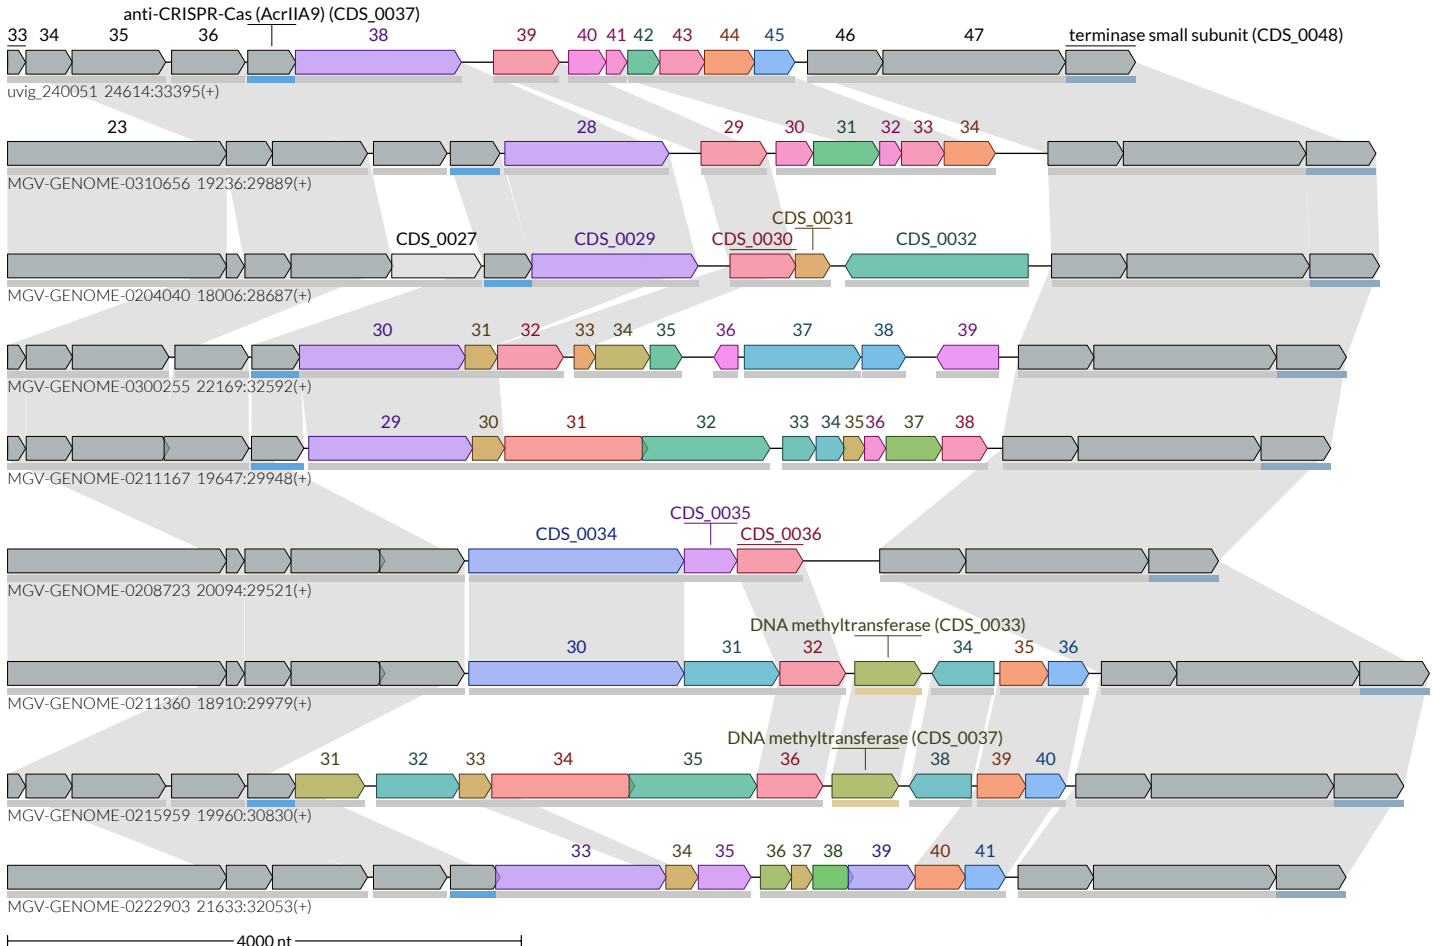 anti-CRISPR-Cas (AcrIIA9) (CDS_0037)
33 34 35 36 38 39 40 41 42 43 44 45 46 47 terminase small subunit (CDS_0048)
uvig_240051 24614:33395(+)
23 28 29 30 31 32 33 34
MGV-GENOME-0310656 19236:29889(+)
CDS_0031
CDS_0027 CDS_0029 CDS_0030 CDS_0032
MGV-GENOME-0204040 18006:28687(+)
30 31 32 33 34 35 36 37 38 39
MGV-GENOME-0300255 22169:32592(+)
29 30 31 32 33 34 35 36 37 38
MGV-GENOME-0211167 19647:29948(+)
CDS_0035
CDS_0034 CDS_0036
MGV-GENOME-0208723 20094:29521(+)
DNA methyltransferase (CDS_0033)
30 31 32 34 35 36
MGV-GENOME-0211360 18910:29979(+)
DNA methyltransferase (CDS_0037)
31 32 33 34 35 36 38 39 40
MGV-GENOME-0215959 19960:30830(+)
33 34 35 36 37 38 39 40 41
MGV-GENOME-0222903 21633:32053(+)
4000 nt